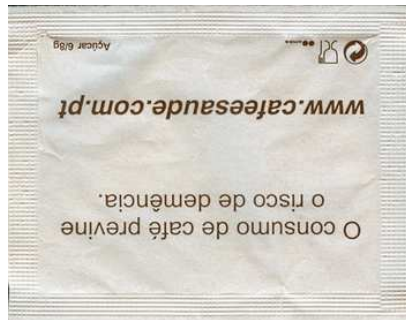 O consumo de café previne
o risco de demência.
www.cafeesaude.com.pt
Açúcar 6/8g